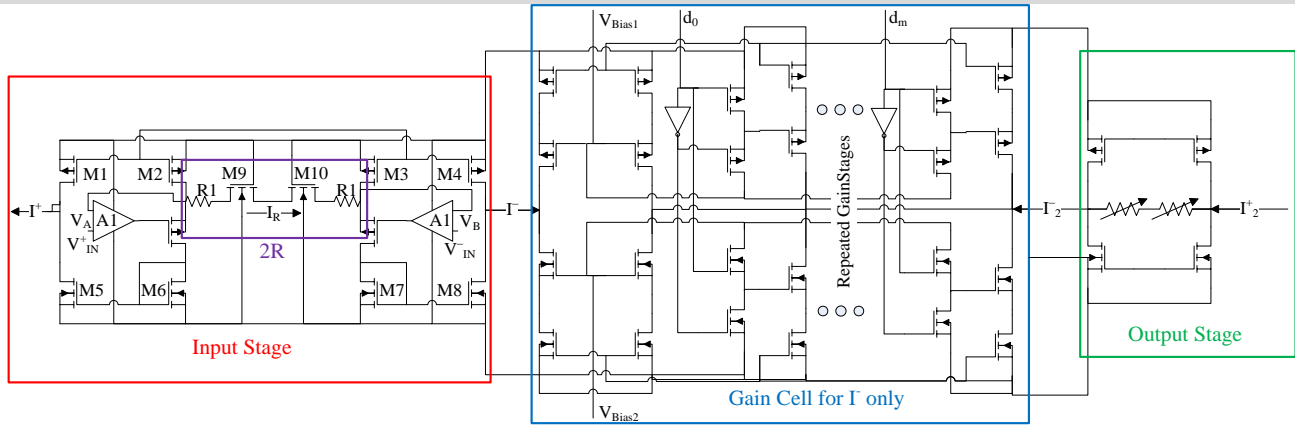 V_Bias1 d_0 d_m
M1 M2 M9 M10 M3 M4
R1 R1
I^+ A1 I_R A1 I^-
V_A V_B
V^+_IN V^-_IN
2R
M5 M6 M7 M8
Input Stage
Repeated GainStages
I^-_2 I^+_2
Output Stage
Gain Cell for I^- only
V_Bias2